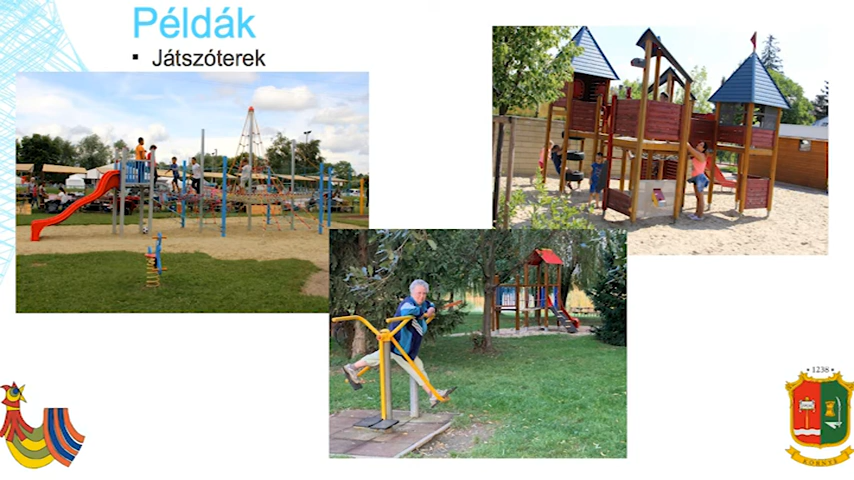 Példák
▪ Játszóterek
• 1238 •
KÖRNYE